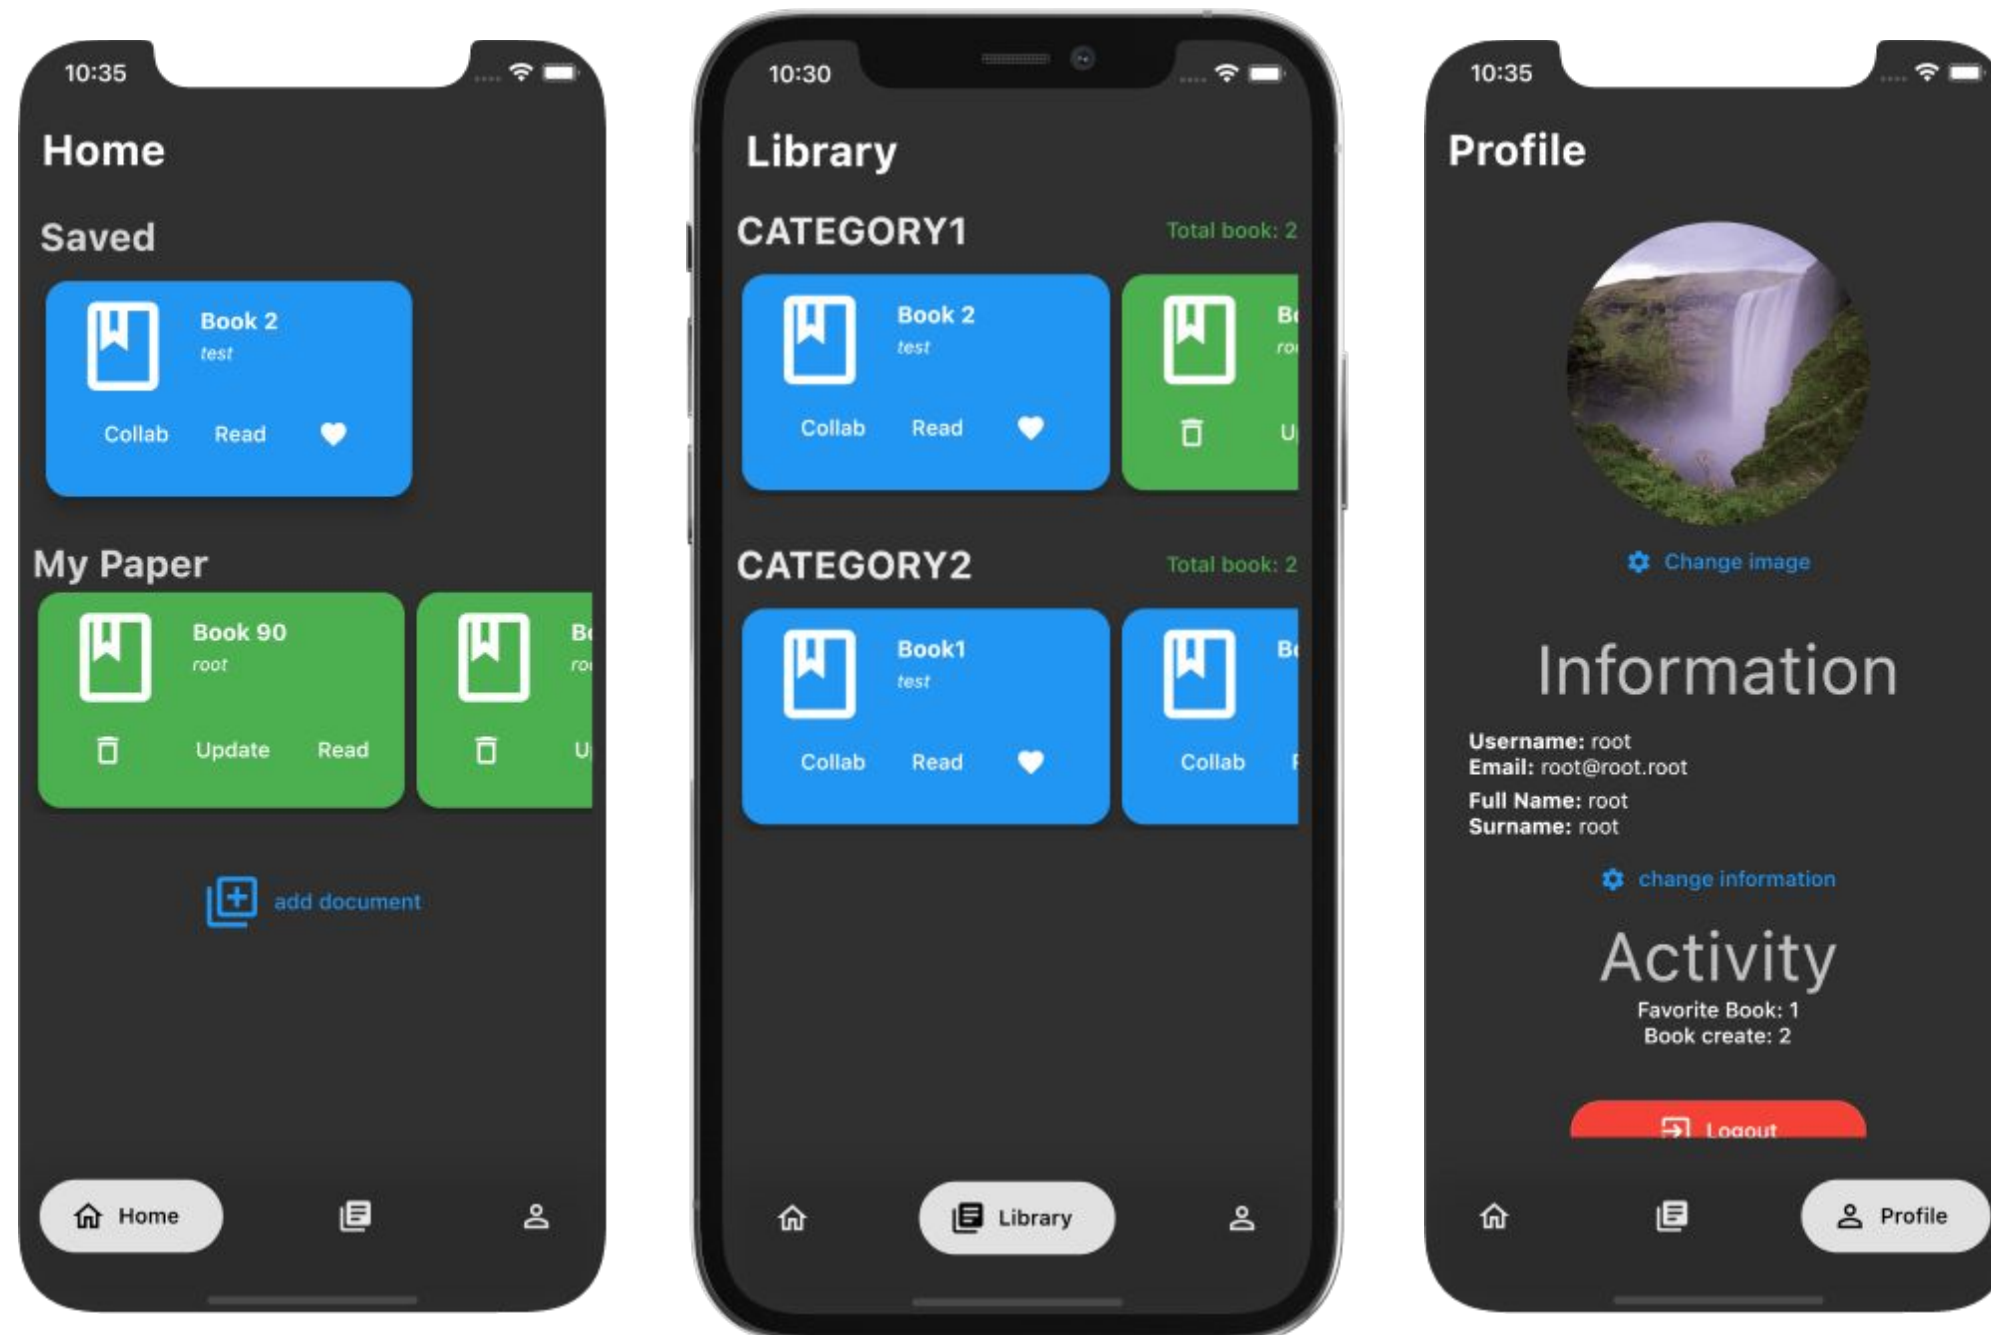 10:35
Home
Saved
Book 2
test
Collab Read
My Paper
Book 90
root
Update Read
add document
Home
10:30
Library
CATEGORY1 Total book: 2
Book 2
test
Collab Read
CATEGORY2 Total book: 2
Book1
test
Collab Read
Collab
Library
10:35
Profile
Change image
Information
Username: root
Email: root@root.root
Full Name: root
Surname: root
change information
Activity
Favorite Book: 1
Book create: 2
Logout
Profile